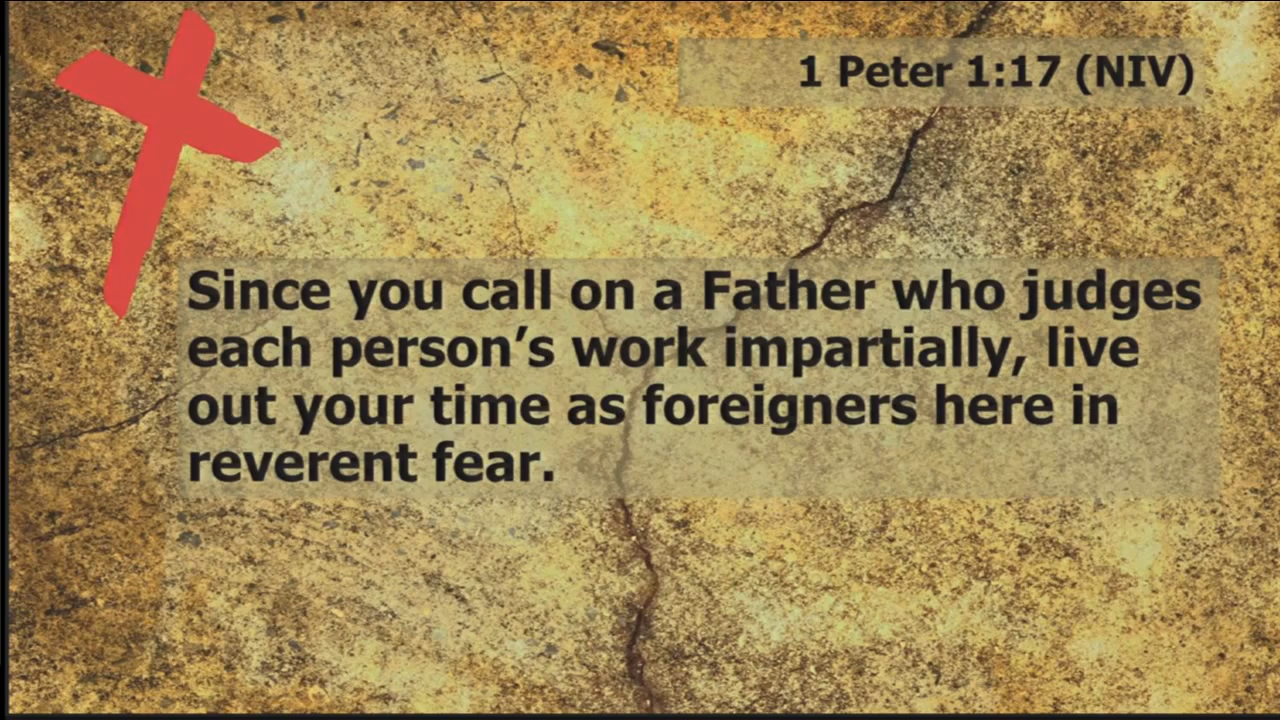 1 Peter 1:17 (NIV)
Since you call on a Father who judges
each person’s work impartially, live
out your time as foreigners here in
reverent fear.